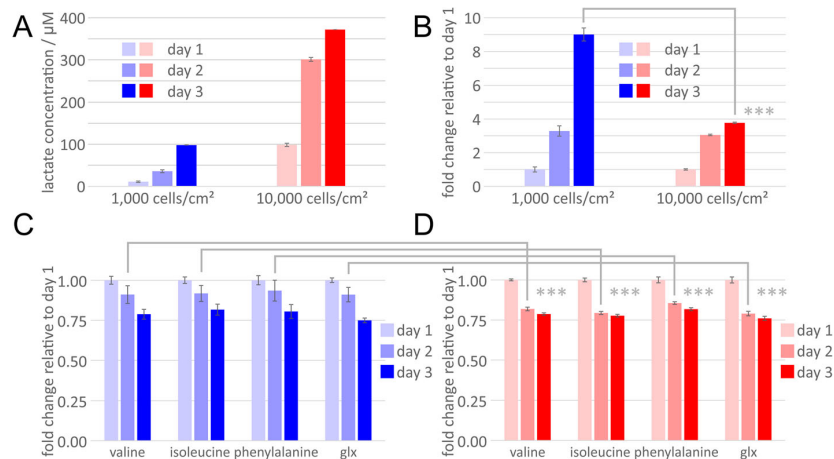 A
lactate concentration / μM
400
300
200
100
0
day 1
day 2
day 3
1,000 cells/cm²
10,000 cells/cm²
B
fold change relative to day 1
10
8
6
4
2
0
day 1
day 2
day 3
***
1,000 cells/cm²
10,000 cells/cm²
C
fold change relative to day 1
1.00
0.75
0.50
0.25
0.00
day 1
day 2
day 3
valine
isoleucine
phenylalanine
glx
D
fold change relative to day 1
1.00
0.75
0.50
0.25
0.00
***
***
***
***
day 1
day 2
day 3
valine
isoleucine
phenylalanine
glx